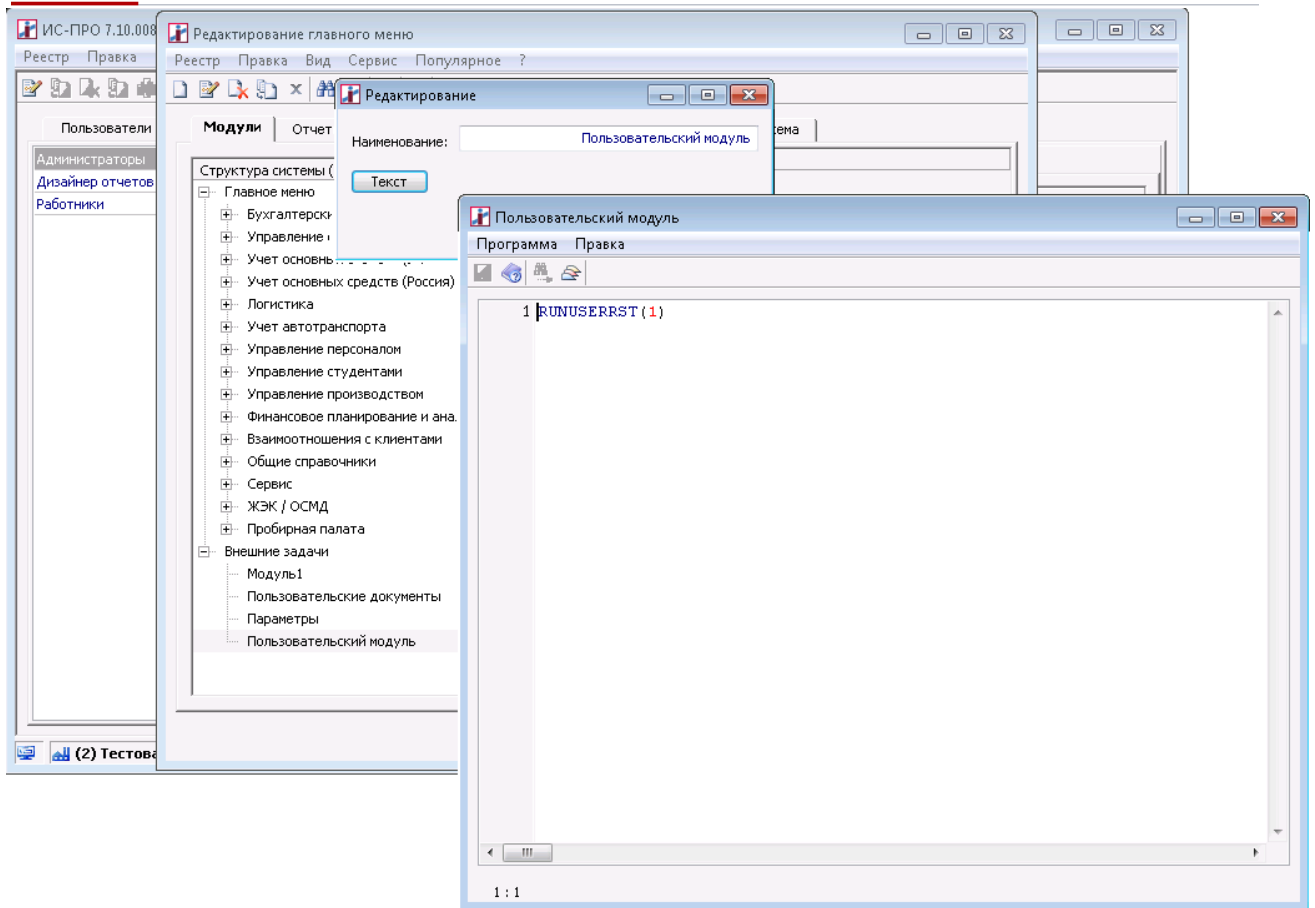 ИС-ПРО 7.10.008
Реестр Правка
Пользователи
Администраторы
Дизайнер отчетов
Работники
(2) Тестова
Редактирование главного меню
Реестр Правка Вид Сервис Популярное ?
Модули Отчет
Структура системы (
Главное меню
Бухгалтерски
Управление
Учет основных
Учет основных средств (Россия)
Логистика
Учет автотранспорта
Управление персоналом
Управление студентами
Управление производством
Финансовое планирование и ана.
Взаимоотношения с клиентами
Общие справочники
Сервис
ЖЭК / ОСМД
Пробирная палата
Внешние задачи
Модуль1
Пользовательские документы
Параметры
Пользовательский модуль
Редактирование
Наименование: Пользовательский модуль
Текст
Пользовательский модуль
Программа Правка
1 RUNUSERRST(1)
1:1